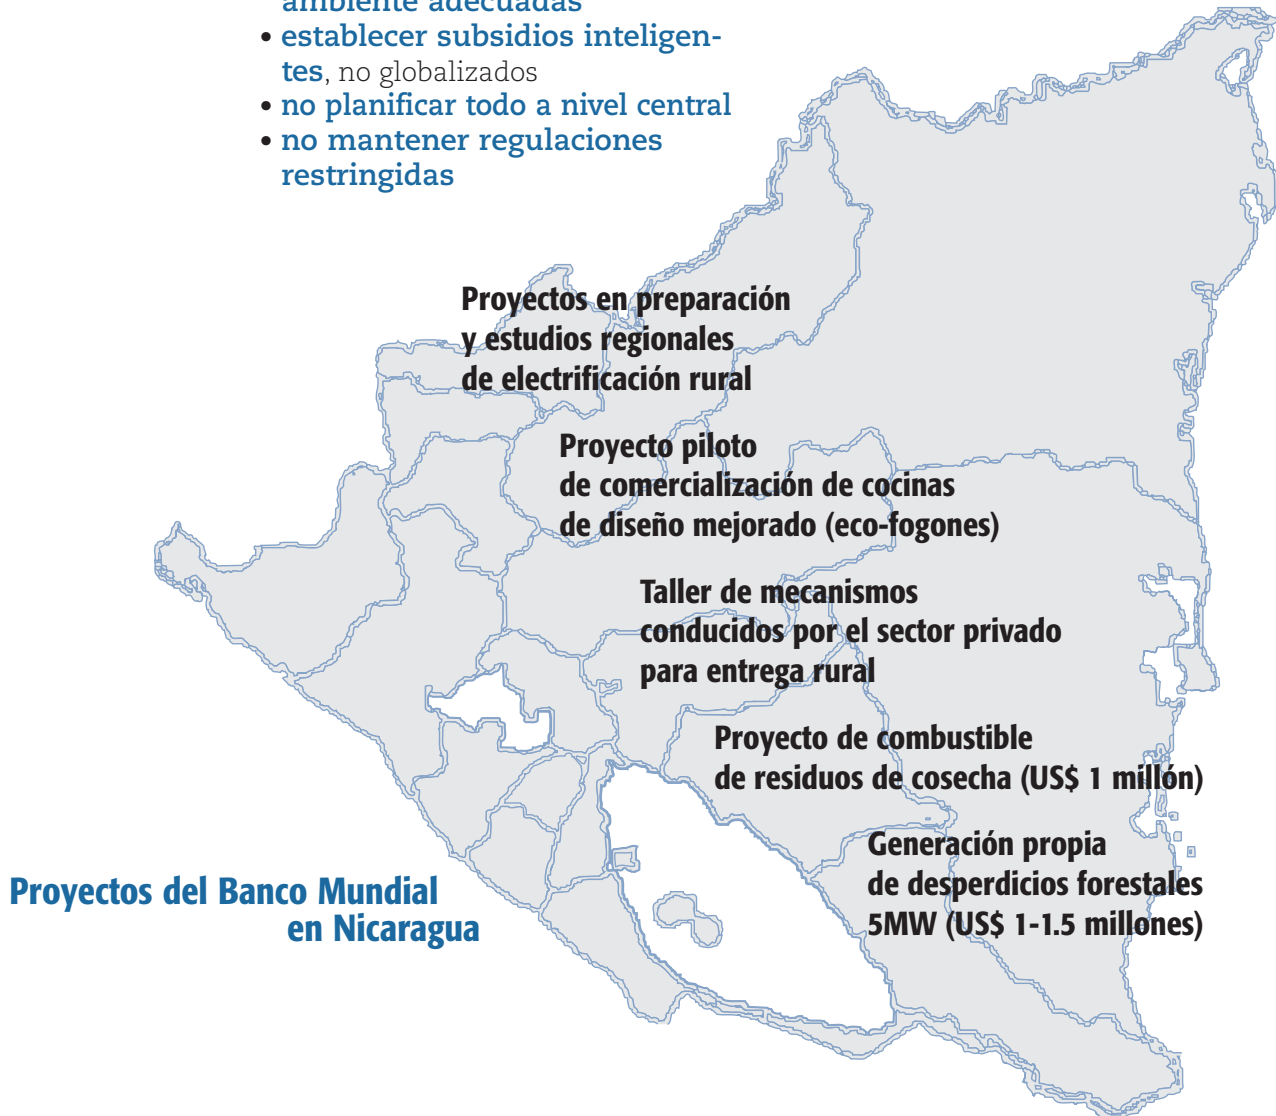 ambiente adecuadas
• establecer subsidios inteligen-
tes, no globalizados
• no planificar todo a nivel central
• no mantener regulaciones
restringidas
Proyectos en preparación
y estudios regionales
de electrificación rural
Proyecto piloto
de comercialización de cocinas
de diseño mejorado (eco-fogones)
Taller de mecanismos
conducidos por el sector privado
para entrega rural
Proyecto de combustible
de residuos de cosecha (US$ 1 millón)
Generación propia
de desperdicios forestales
5MW (US$ 1-1.5 millones)
Proyectos del Banco Mundial
en Nicaragua